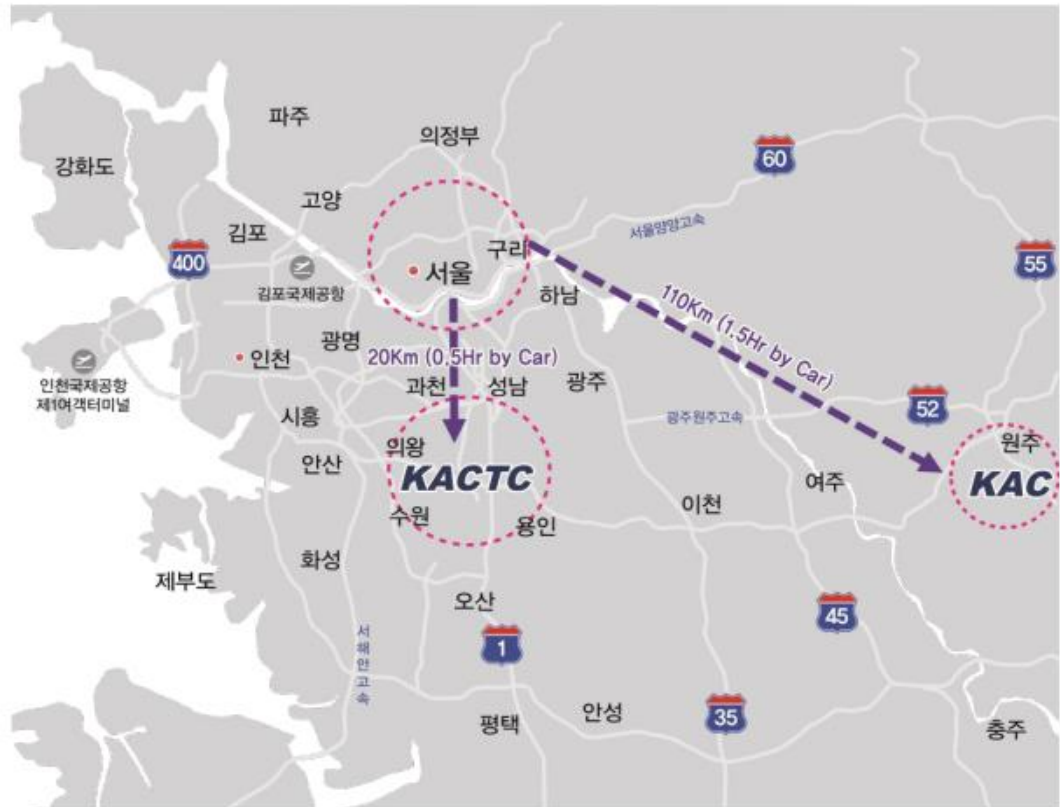 파주
의정부
강화도
60
고양
김포
구리
서울양양고속
400
서울
55
김포국제공항
하남
110Km (1.5Hr by Car)
광명
20Km (0.5Hr by Car)
인천
인천국제공항
제1여객터미널
과천
성남
광주
시흥
52
광주원주고속
의왕
원주
안산
KACTC
여주
KAC
수원
용인
이천
화성
제부도
오산
45
서해안고속
1
35
안성
평택
충주